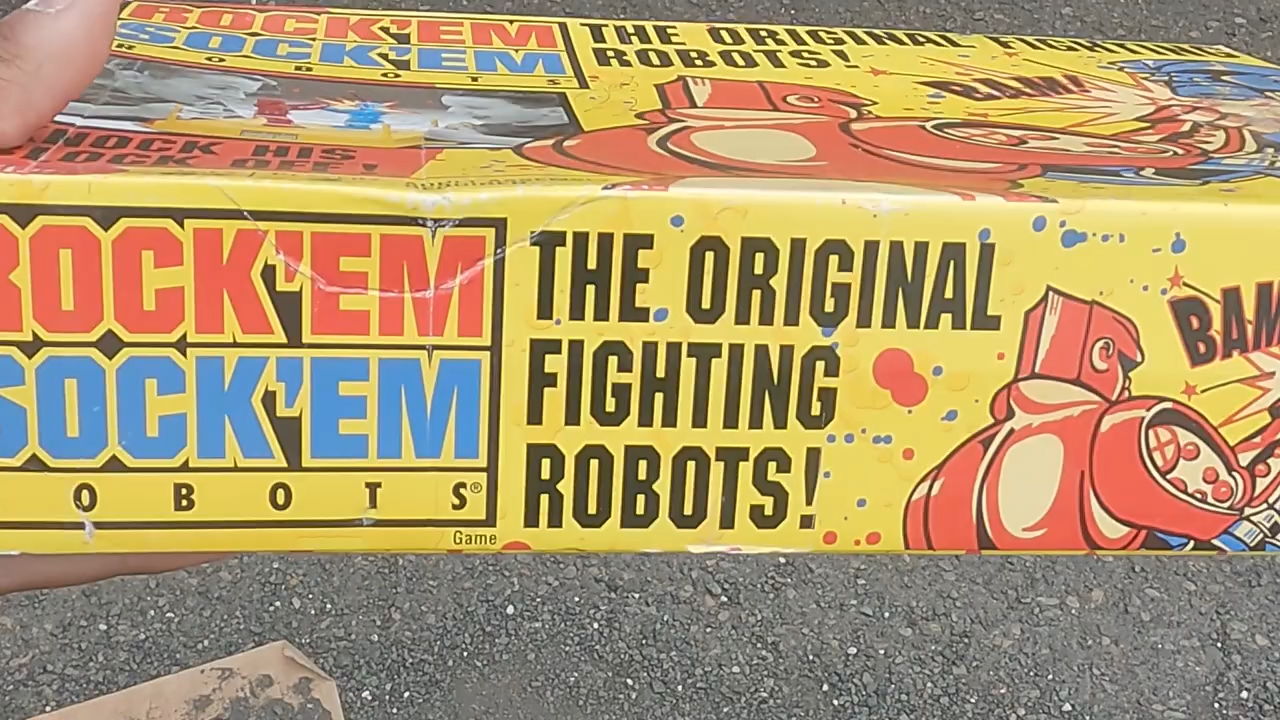 ROCK'EM
SOCK'EM
ROBOTS
THE ORIGINAL FIGHTING
ROBOTS!
BAM!
KNOCK HIS
BLOCK OFF!
ROCK'EM
SOCK'EM
OBOTS®
Game
THE ORIGINAL
FIGHTING
ROBOTS!
BAM